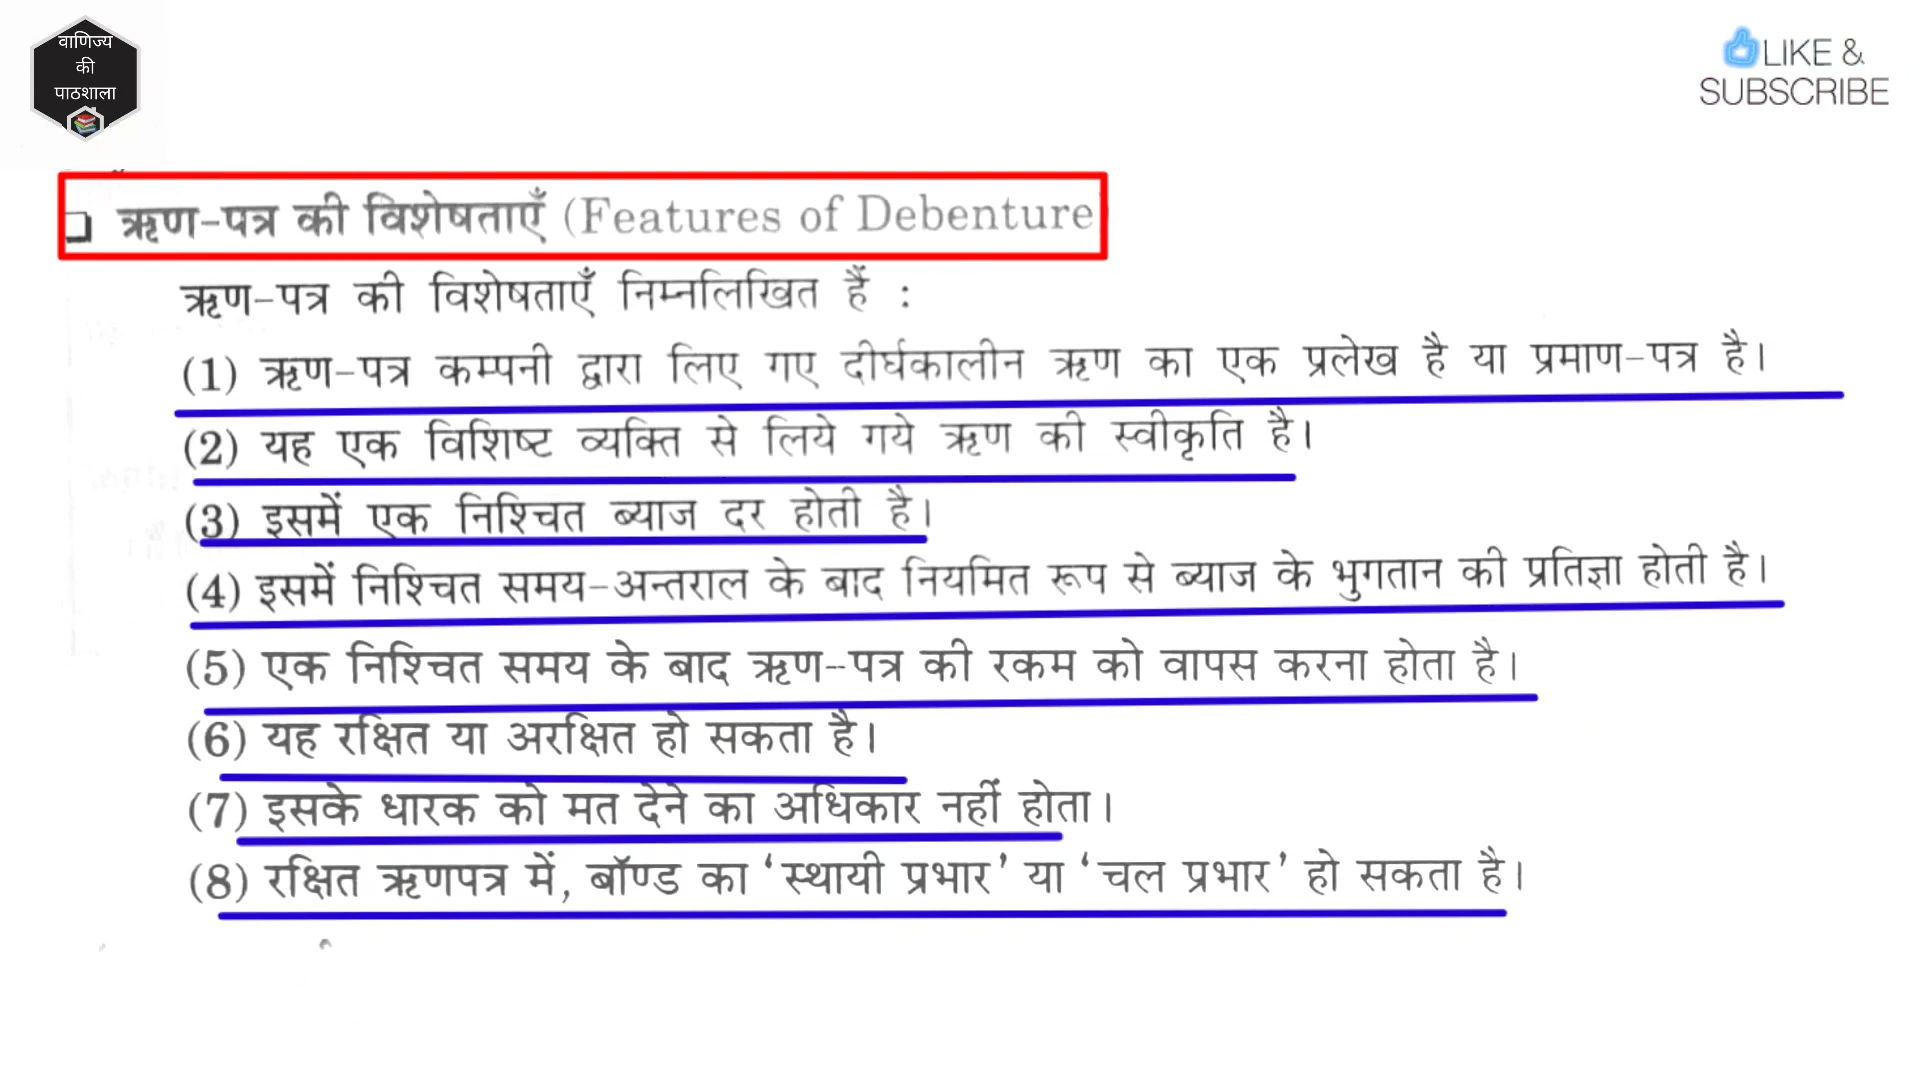 वाणिज्य
की
पाठशाला
LIKE &
SUBSCRIBE
ऋण-पत्र की विशेषताएँ (Features of Debenture
ऋण-पत्र की विशेषताएँ निम्नलिखित हैं :
(1) ऋण-पत्र कम्पनी द्वारा लिए गए दीर्घकालीन ऋण का एक प्रलेख है या प्रमाण-पत्र है।
(2) यह एक विशिष्ट व्यक्ति से लिये गये ऋण की स्वीकृति है।
(3) इसमें एक निश्चित ब्याज दर होती है।
(4) इसमें निश्चित समय-अन्तराल के बाद नियमित रूप से ब्याज के भुगतान की प्रतिज्ञा होती है।
(5) एक निश्चित समय के बाद ऋण-पत्र की रकम को वापस करना होता है।
(6) यह रक्षित या अरक्षित हो सकता है।
(7) इसके धारक को मत देने का अधिकार नहीं होता।
(8) रक्षित ऋणपत्र में, बॉण्ड का ‘स्थायी प्रभार’ या ‘चल प्रभार’ हो सकता है।